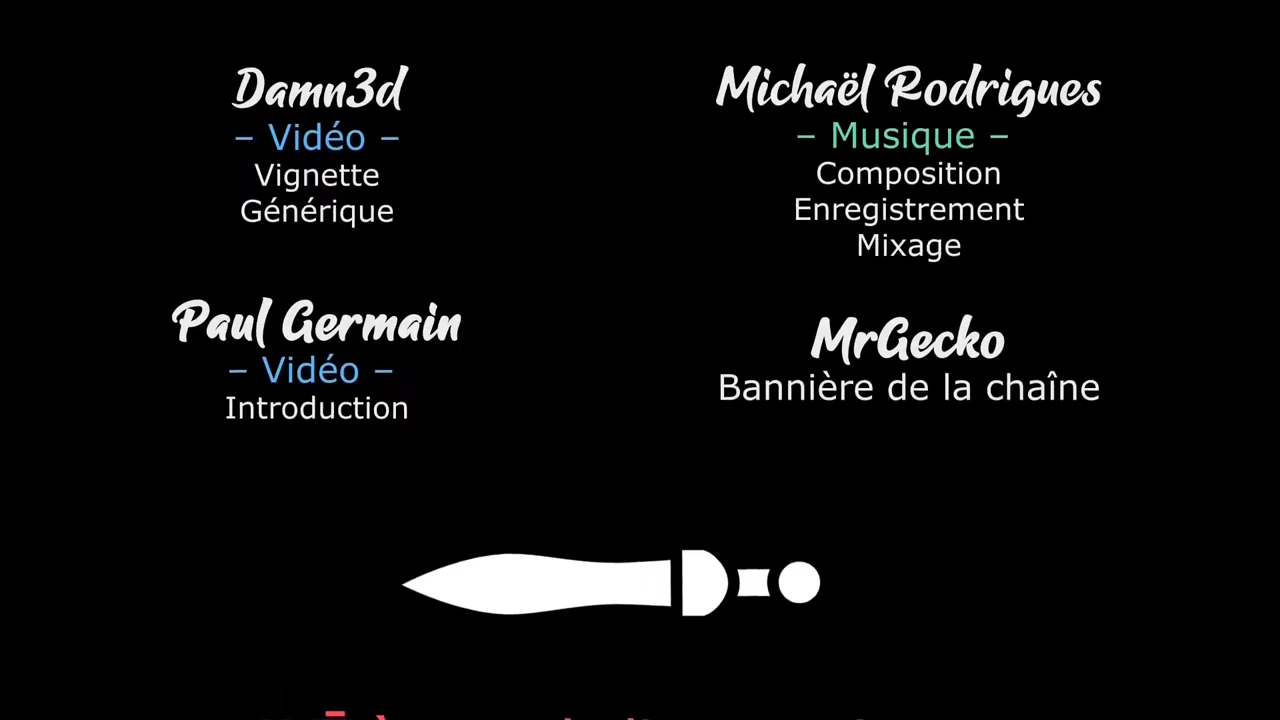 Damn3d
– Vidéo –
Vignette
Générique
Michaël Rodrigues
– Musique –
Composition
Enregistrement
Mixage
Paul Germain
– Vidéo –
Introduction
MrGecko
Bannière de la chaîne